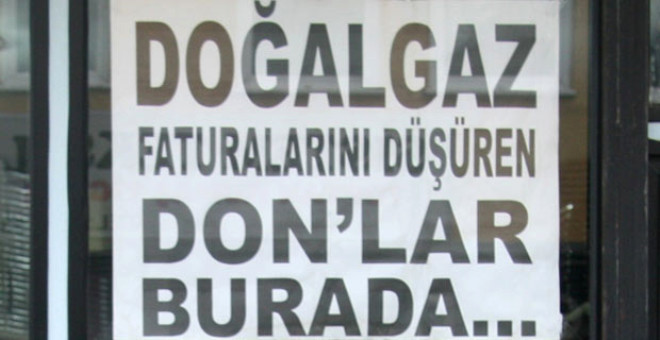 DOĞALGAZ
FATURALARINI DÜŞÜREN
DON'LAR
BURADA...